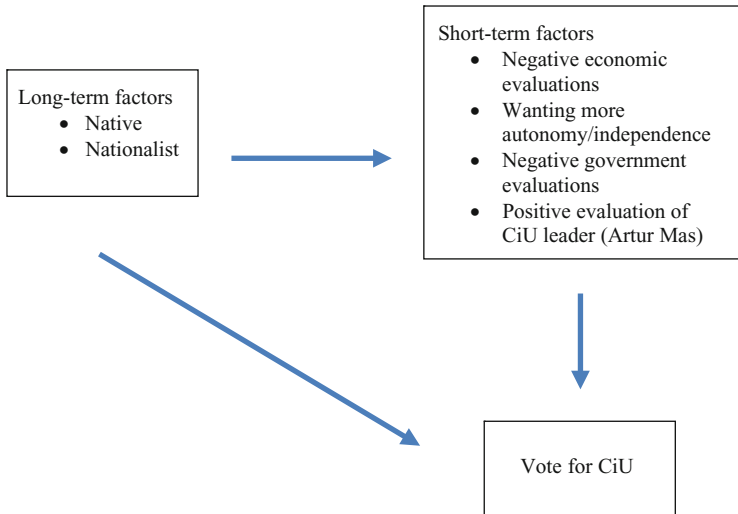 Long-term factors
• Native
• Nationalist
Short-term factors
• Negative economic
evaluations
• Wanting more
autonomy/independence
• Negative government
evaluations
• Positive evaluation of
CiU leader (Artur Mas)
Vote for CiU